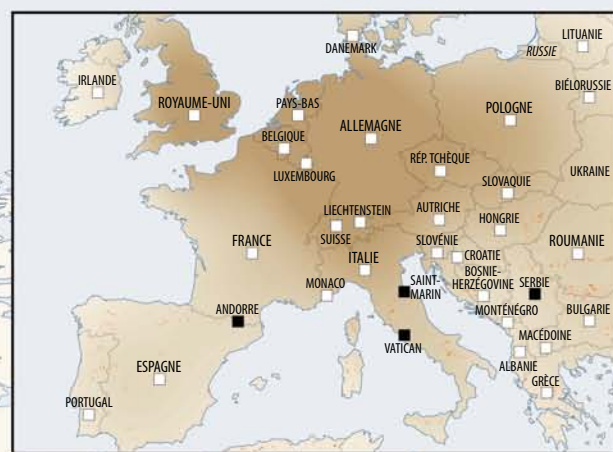 LITUANIE
DANEMARK
RUSSIE
IRLANDE
BIÉLORUSSIE
ROYAUME-UNI
PAYS-BAS
POLOGNE
ALLEMAGNE
BELGIQUE
RÉP. TCHÈQUE
LUXEMBOURG
UKRAINE
SLOVAQUIE
LIECHTENSTEIN
AUTRICHE
HONGRIE
SUISSE
FRANCE
SLOVÉNIE
CROATIE
ROUMANIE
ITALIE
BOSNIE-
HERZÉGOVINE
MONACO
SAINT-
MARIN
SERBIE
ANDORRE
MONTÉNÉGRO
BULGARIE
VATICAN
MACÉDOINE
ESPAGNE
ALBANIE
GRÈCE
PORTUGAL